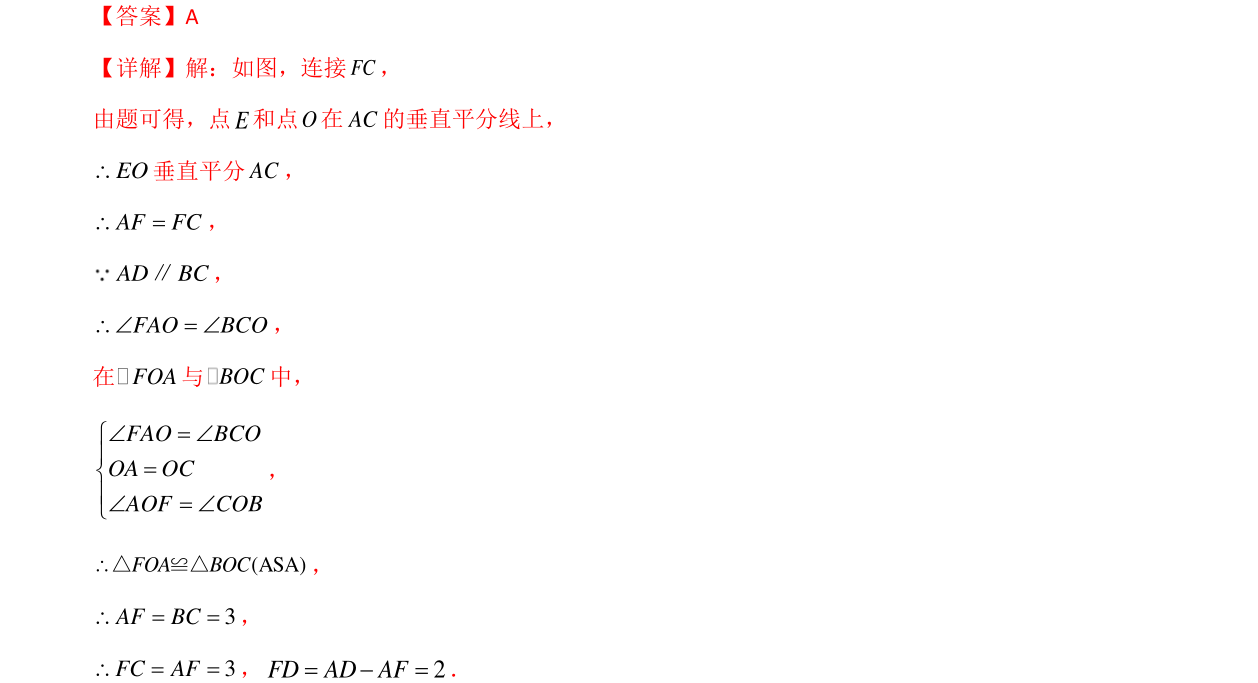 【答案】A
【详解】解：如图，连接FC，
由题可得，点E和点O在AC的垂直平分线上，
∴EO垂直平分AC，
∴AF=FC，
∵AD∥BC，
∴∠FAO=∠BCO，
在□FOA与□BOC中，
∠FAO=∠BCO
OA=OC
，
∠AOF=∠COB
∴△FOA≌△BOC(ASA)，
∴AF=BC=3，
∴FC=AF=3，FD=AD−AF=2．